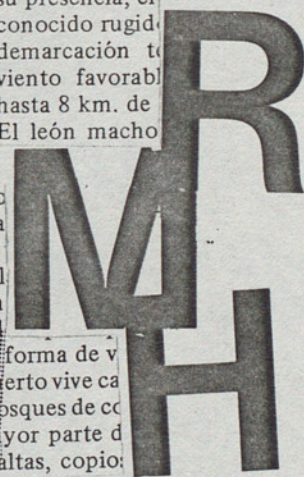 su presencia, el
conocido rugid
demarcación t
viento favorabl
hasta 8 km. de
El león macho
R
M
H
forma de v
erto vive ca
osques de co
yor parte d
altas, copio